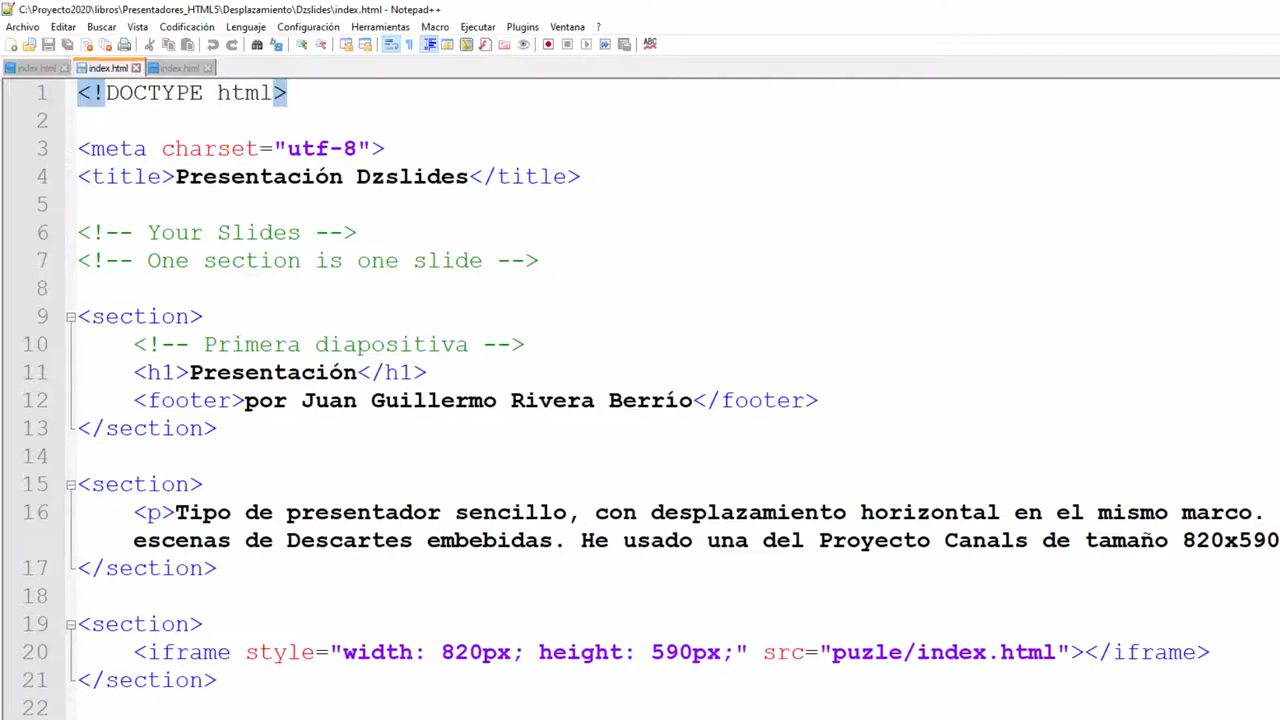 C:\Proyecto2020\libros\Presentadores_HTML5\Desplazamiento\Dzslides\index.html - Notepad++
Archivo Editar Buscar Vista Codificación Lenguaje Configuración Herramientas Macro Ejecutar Plugins Ventana ?
ABC
index.html index.html index.html
1 <!DOCTYPE html>
2
3 <meta charset="utf-8">
4 <title>Presentación Dzslides</title>
5
6 <!-- Your Slides -->
7 <!-- One section is one slide -->
8
9 <section>
10 <!-- Primera diapositiva -->
11 <h1>Presentación</h1>
12 <footer>por Juan Guillermo Rivera Berrío</footer>
13 </section>
14
15 <section>
16 <p>Tipo de presentador sencillo, con desplazamiento horizontal en el mismo marco.
escenas de Descartes embebidas. He usado una del Proyecto Canals de tamaño 820x590
17 </section>
18
19 <section>
20 <iframe style="width: 820px; height: 590px;" src="puzle/index.html"></iframe>
21 </section>
22